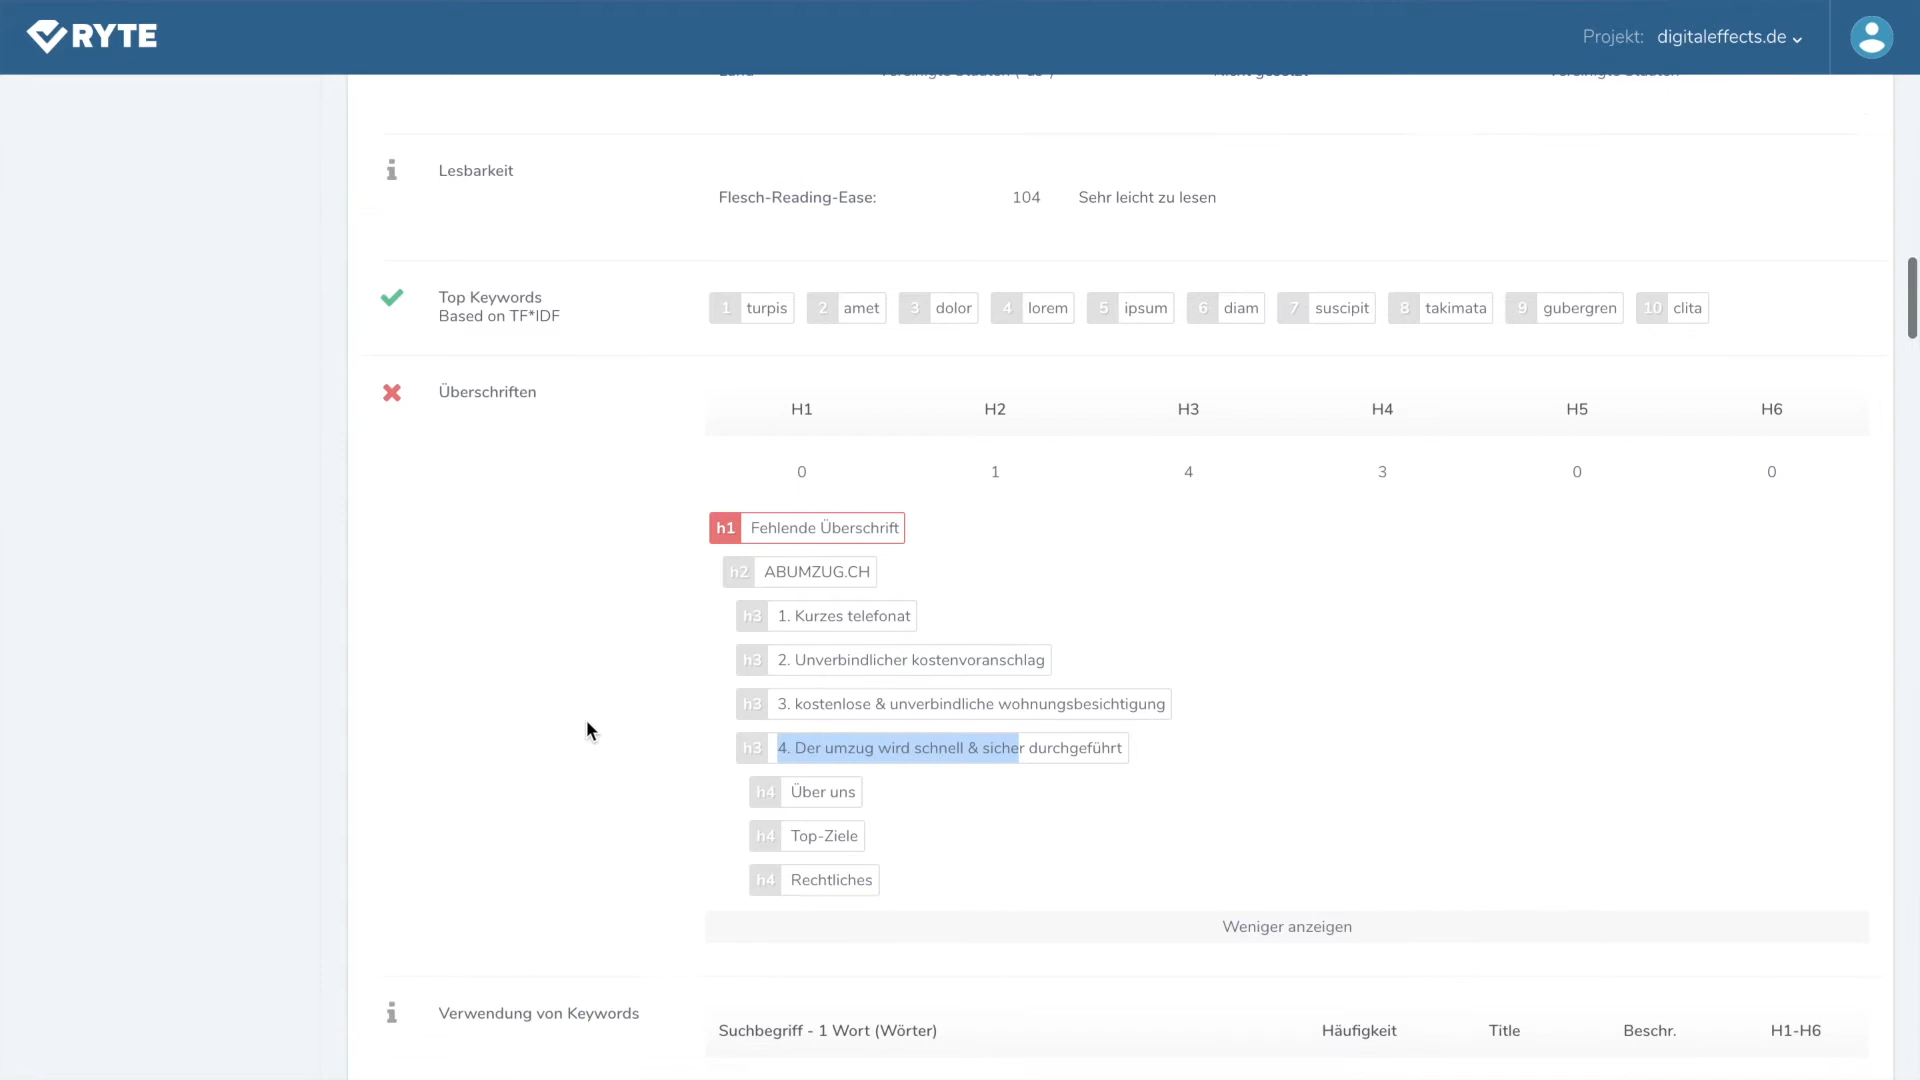 RYTE
Projekt: digitaleffects.de
Lesbarkeit
Flesch-Reading-Ease: 104 Sehr leicht zu lesen
Top Keywords
Based on TF*IDF
1 turpis 2 amet 3 dolor 4 lorem 5 ipsum 6 diam 7 suscipit 8 takimata 9 gubergren 10 clita
Überschriften
H1 H2 H3 H4 H5 H6
0 1 4 3 0 0
h1 Fehlende Überschrift
h2 ABUMZUG.CH
h3 1. Kurzes telefonat
h3 2. Unverbindlicher kostenvoranschlag
h3 3. kostenlose & unverbindliche wohnungsbesichtigung
h3 4. Der umzug wird schnell & sicher durchgeführt
h4 Über uns
h4 Top-Ziele
h4 Rechtliches
Weniger anzeigen
Verwendung von Keywords
Suchbegriff - 1 Wort (Wörter) Häufigkeit Title Beschr. H1-H6